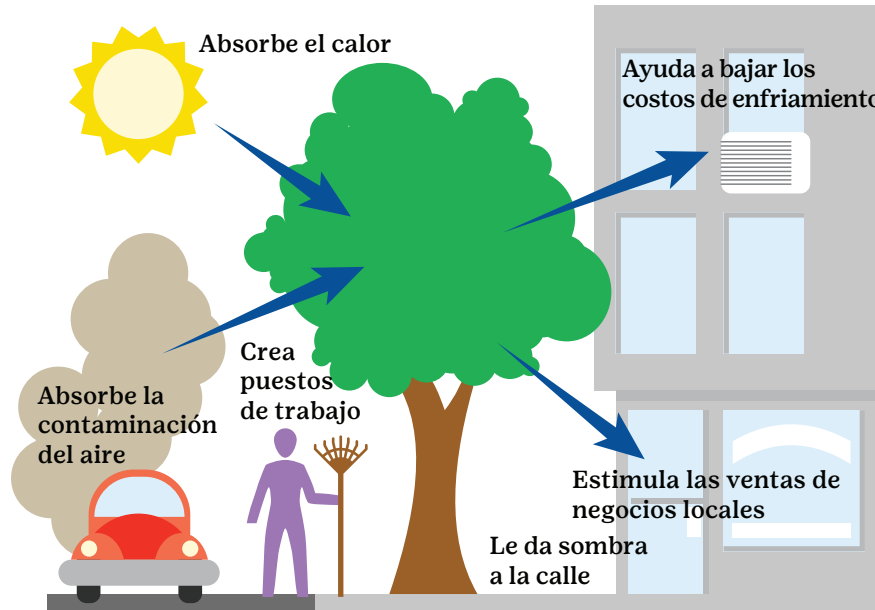 Absorbe el calor
Ayuda a bajar los
costos de enfriamiento
Crea
puestos
de trabajo
Absorbe la
contaminación
del aire
Estimula las ventas de
negocios locales
Le da sombra
a la calle